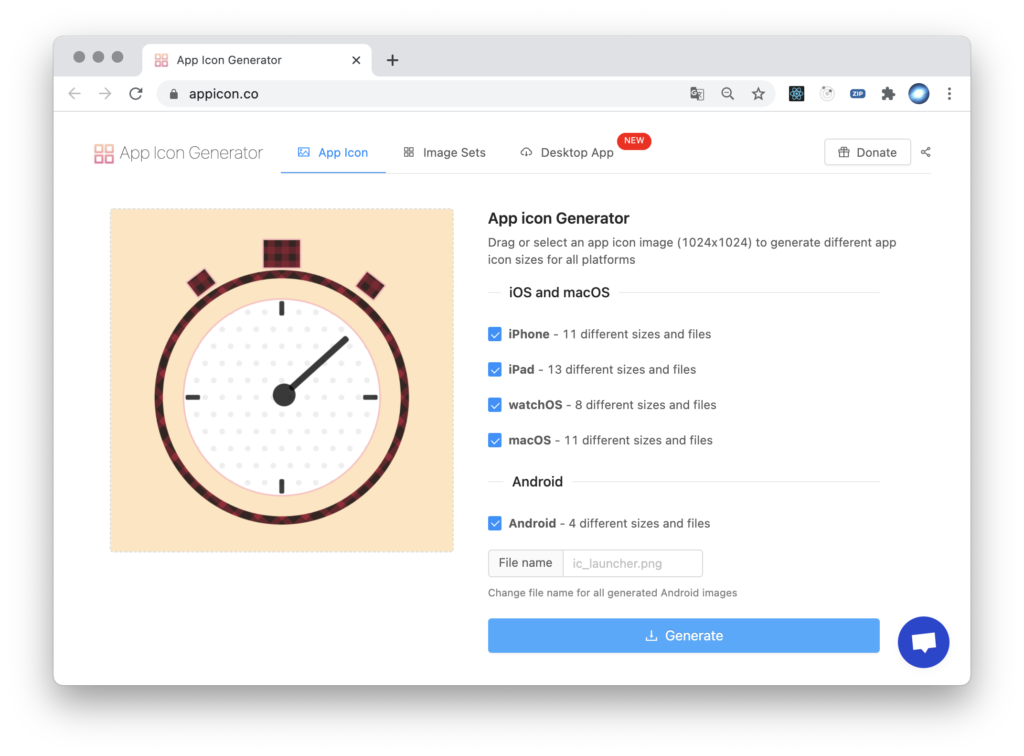 App Icon Generator
appicon.co
ZIP
App Icon Generator
App Icon
Image Sets
Desktop App
NEW
Donate
App icon Generator
Drag or select an app icon image (1024x1024) to generate different app
icon sizes for all platforms
iOS and macOS
iPhone - 11 different sizes and files
iPad - 13 different sizes and files
watchOS - 8 different sizes and files
macOS - 11 different sizes and files
Android
Android - 4 different sizes and files
File name
ic_launcher.png
Change file name for all generated Android images
Generate